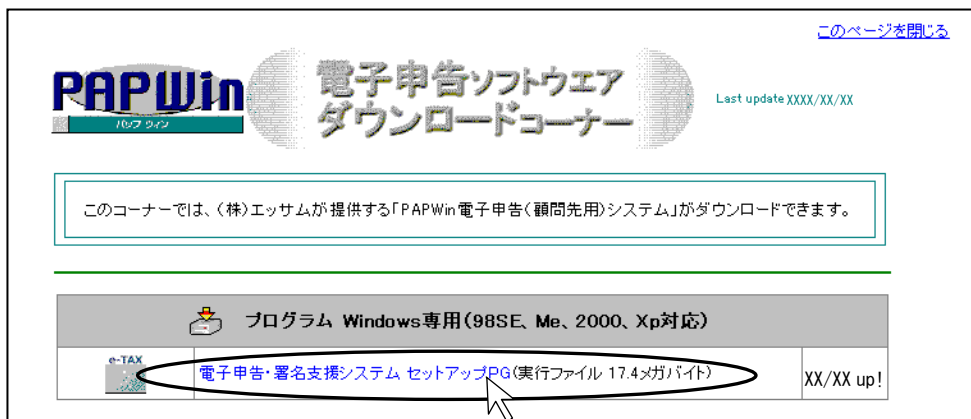 このページを閉じる
PAPWin
パップ ウィン
電子申告ソフトウエア
ダウンロードコーナー
Last update XXXX/XX/XX
このコーナーでは、(株)エッサムが提供する「PAPWin電子申告(顧問先用)システム」がダウンロードできます。
プログラム Windows専用(98SE、Me、2000、Xp対応)
e-TAX
電子申告・署名支援システム セットアップPG(実行ファイル 17.4メガバイト)
XX/XX up!